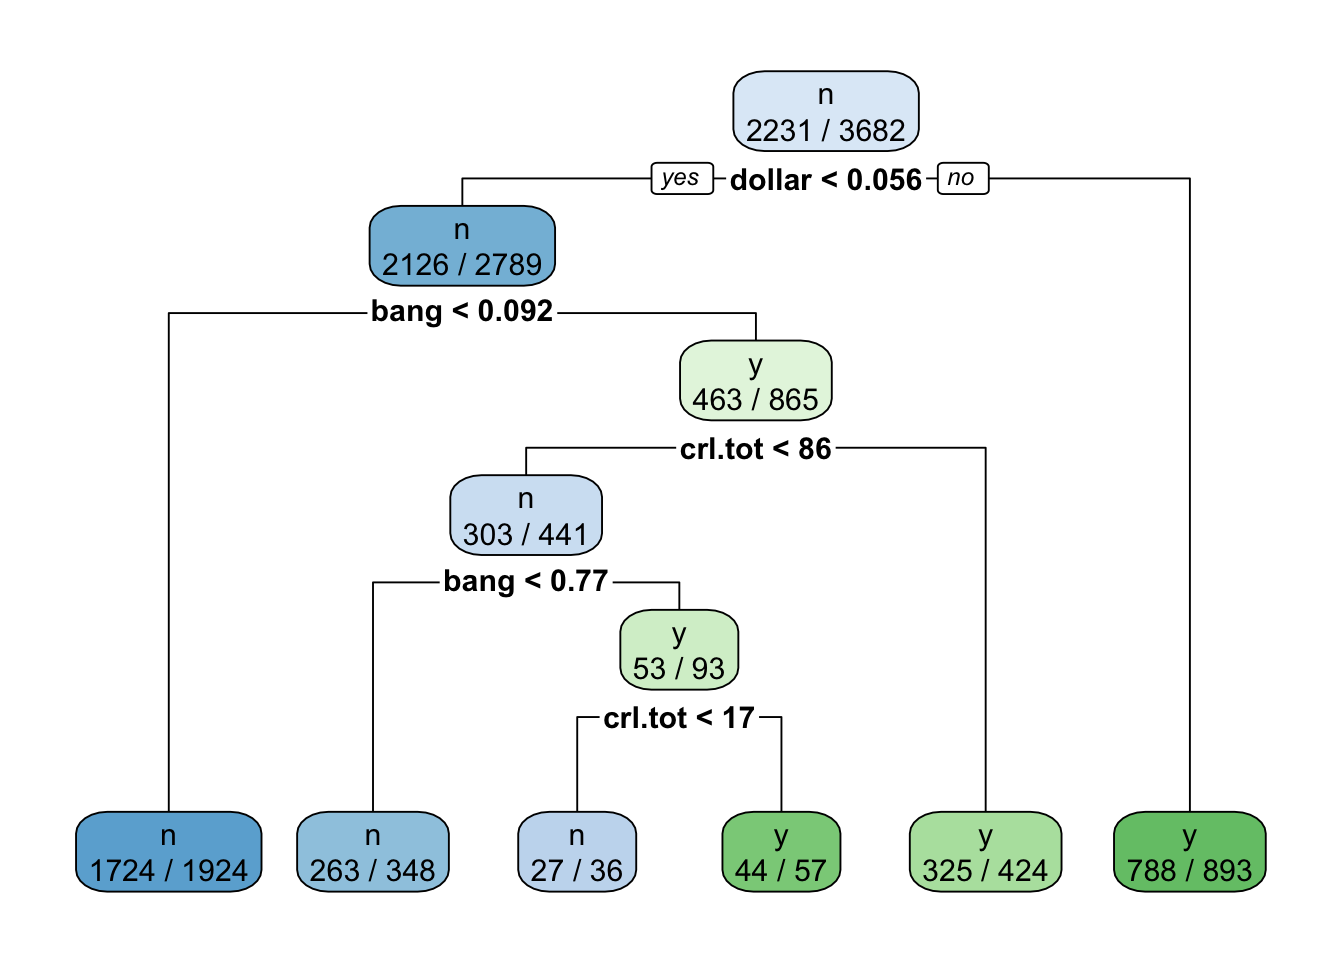 n
2231 / 3682
yes dollar < 0.056 no
n
2126 / 2789
bang < 0.092
y
463 / 865
crl.tot < 86
n
303 / 441
bang < 0.77
y
53 / 93
crl.tot < 17
n
1724 / 1924
n
263 / 348
n
27 / 36
y
44 / 57
y
325 / 424
y
788 / 893